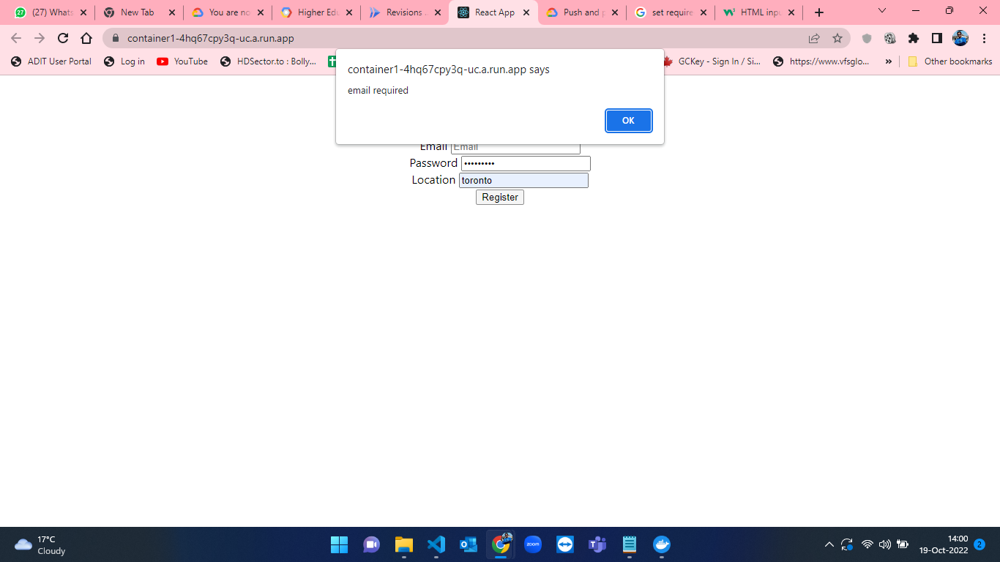 27 (27) Whats
New Tab
You are no
Higher Edu
Revisions
React App
Push and p
set require
HTML inpu
container1-4hq67cpy3q-uc.a.run.app
ADIT User Portal
Log in
YouTube
HDSector.to : Bolly...
GCKey - Sign In / Si...
https://www.vfsglo...
»
Other bookmarks
container1-4hq67cpy3q-uc.a.run.app says
email required
OK
Email Email
Password •••••••••
Location toronto
Register
17°C
Cloudy
zoom
14:00
19-Oct-2022 2